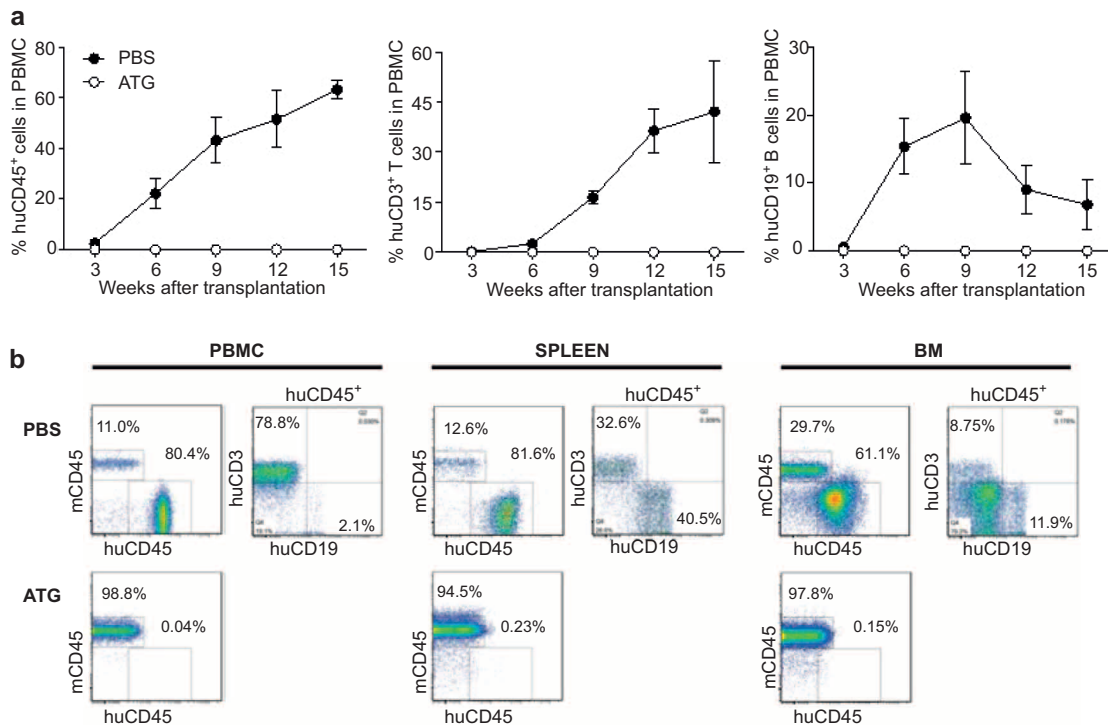 a
% huCD45⁺ cells in PBMC
80
60
40
20
0
PBS
ATG
3 6 9 12 15
Weeks after transplantation
% huCD3⁺ T cells in PBMC
60
45
30
15
0
3 6 9 12 15
Weeks after transplantation
% huCD19⁺ B cells in PBMC
30
20
10
0
3 6 9 12 15
Weeks after transplantation
b
PBMC SPLEEN BM
PBS
huCD45⁺ huCD45⁺ huCD45⁺
mCD45
11.0%
80.4%
huCD45
huCD3
78.8%
Q2
2.1%
Q4
huCD19
mCD45
12.6%
81.6%
huCD45
huCD3
32.6%
Q2
40.5%
Q4
huCD19
mCD45
29.7%
61.1%
huCD45
huCD3
8.75%
Q2
11.9%
Q4
huCD19
ATG
mCD45
98.8%
0.04%
huCD45
mCD45
94.5%
0.23%
huCD45
mCD45
97.8%
0.15%
huCD45